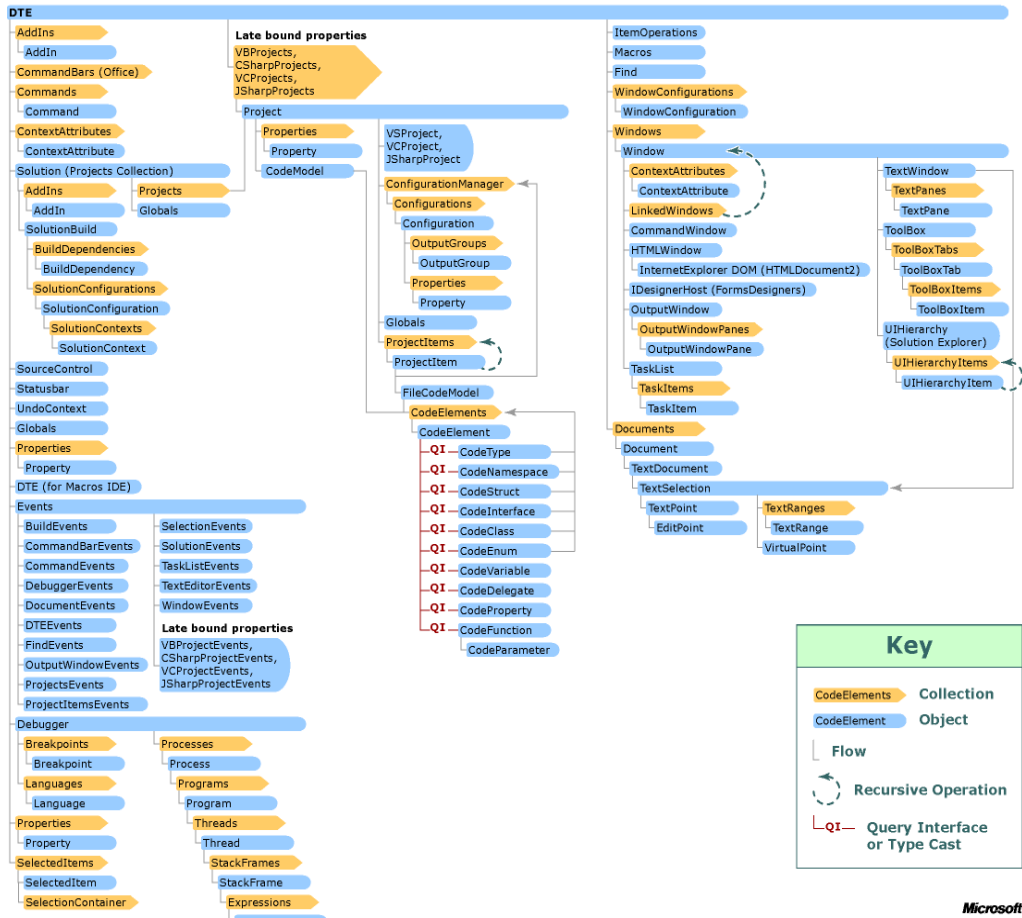 DTE
AddIns
AddIn
CommandBars (Office)
Commands
Command
ContextAttributes
ContextAttribute
Solution (Projects Collection)
AddIns
Projects
AddIn
Globals
SolutionBuild
BuildDependencies
BuildDependency
SolutionConfigurations
SolutionConfiguration
SolutionContexts
SolutionContext
SourceControl
Statusbar
UndoContext
Globals
Properties
Property
DTE (for Macros IDE)
Events
BuildEvents
CommandBarEvents
CommandEvents
DebuggerEvents
DocumentEvents
DTEEvents
FindEvents
OutputWindowEvents
ProjectsEvents
ProjectItemsEvents
SelectionEvents
SolutionEvents
TaskListEvents
TextEditorEvents
WindowEvents
Late bound properties
VBProjectEvents,
CSharpProjectEvents,
VCProjectEvents,
JSharpProjectEvents
Debugger
Breakpoints
Breakpoint
Languages
Language
Processes
Process
Programs
Program
Threads
Thread
StackFrames
StackFrame
Expressions
Properties
Property
SelectedItems
SelectedItem
SelectionContainer
Late bound properties
VBProjects,
CSharpProjects,
VCProjects,
JSharpProjects
Project
Properties
Property
CodeModel
VSProject,
VCProject,
JSharpProject
ConfigurationManager
Configurations
Configuration
OutputGroups
OutputGroup
Properties
Property
Globals
ProjectItems
ProjectItem
FileCodeModel
CodeElements
CodeElement
QI CodeType
QI CodeNamespace
QI CodeStruct
QI CodeInterface
QI CodeClass
QI CodeEnum
QI CodeVariable
QI CodeDelegate
QI CodeProperty
QI CodeFunction
CodeParameter
ItemOperations
Macros
Find
WindowConfigurations
WindowConfiguration
Windows
Window
ContextAttributes
ContextAttribute
LinkedWindows
CommandWindow
HTMLWindow
InternetExplorer DOM (HTMLDocument2)
IDesignerHost (FormsDesigners)
OutputWindow
OutputWindowPanes
OutputWindowPane
TaskList
TaskItems
TaskItem
TextWindow
TextPanes
TextPane
ToolBox
ToolBoxTabs
ToolBoxTab
ToolBoxItems
ToolBoxItem
UIHierarchy
(Solution Explorer)
UIHierarchyItems
UIHierarchyItem
Documents
Document
TextDocument
TextSelection
TextPoint
EditPoint
TextRanges
TextRange
VirtualPoint
Key
CodeElements Collection
CodeElement Object
Flow
Recursive Operation
QI Query Interface
or Type Cast
Microsoft